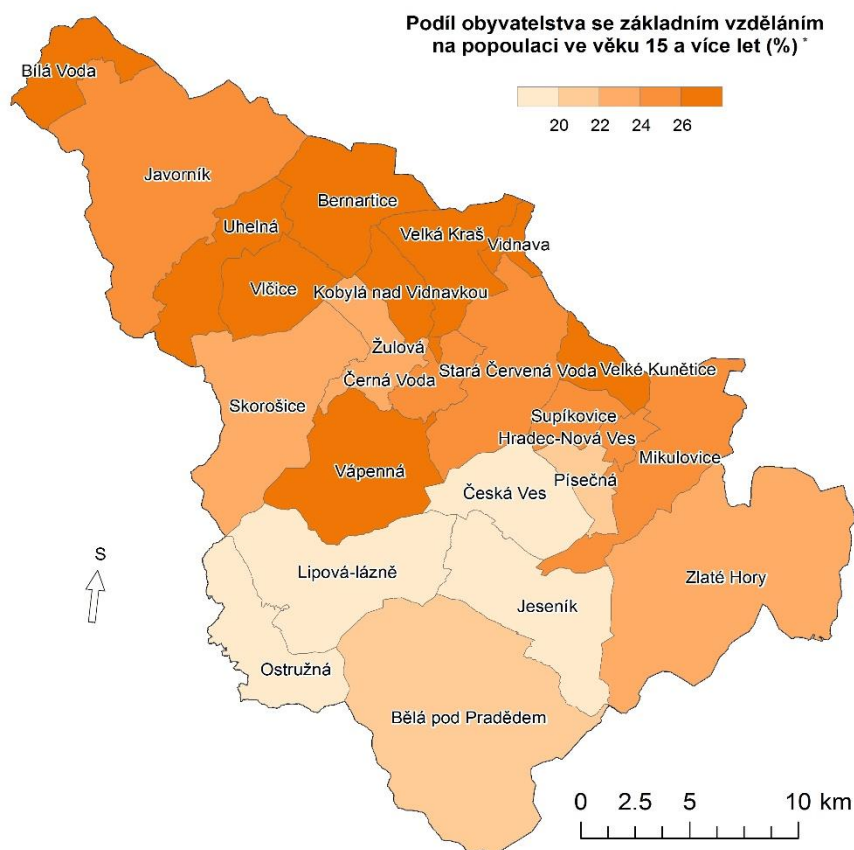 Podíl obyvatelstva se základním vzděláním
na popoulaci ve věku 15 a více let (%) *
20 22 24 26
Bílá Voda
Javorník
Bernartice
Uhelná
Velká Kraš
Vidnava
Vlčice
Kobylá nad Vidnavkou
Žulová
Stará Červená Voda
Velké Kunětice
Černá Voda
Skorošice
Supíkovice
Hradec-Nová Ves
Mikulovice
Vápenná
Česká Ves
Písečná
S
Lipová-lázně
Zlaté Hory
Jeseník
Ostružná
Bělá pod Pradědem
0 2.5 5 10 km